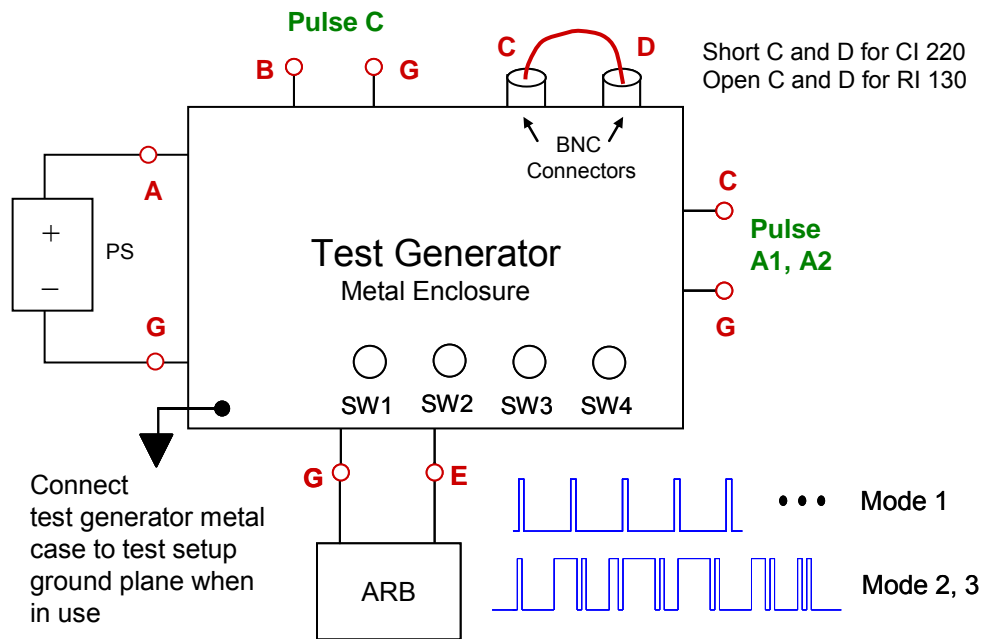 Pulse C
B
G
C
D
Short C and D for CI 220
Open C and D for RI 130
BNC
Connectors
A
+
PS
–
G
C
Pulse
A1, A2
G
Test Generator
Metal Enclosure
SW1
SW2
SW3
SW4
G
E
ARB
Connect
test generator metal
case to test setup
ground plane when
in use
••• Mode 1
Mode 2, 3